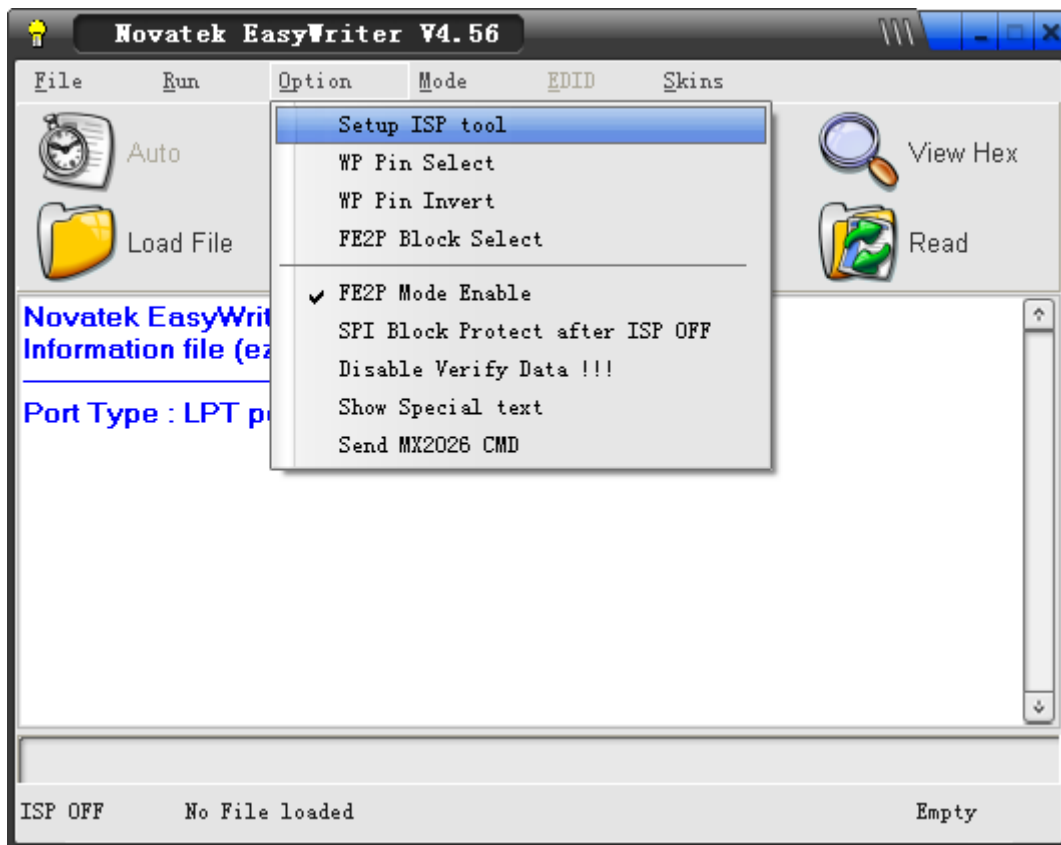 Novatek EasyWriter V4.56
File Run Option Mode EDID Skins
Auto
Load File
Setup ISP tool
WP Pin Select
WP Pin Invert
FE2P Block Select
FE2P Mode Enable
SPI Block Protect after ISP OFF
Disable Verify Data !!!
Show Special text
Send MX2026 CMD
View Hex
Read
Novatek EasyWrit
Information file (ez
Port Type : LPT p
ISP OFF No File loaded Empty